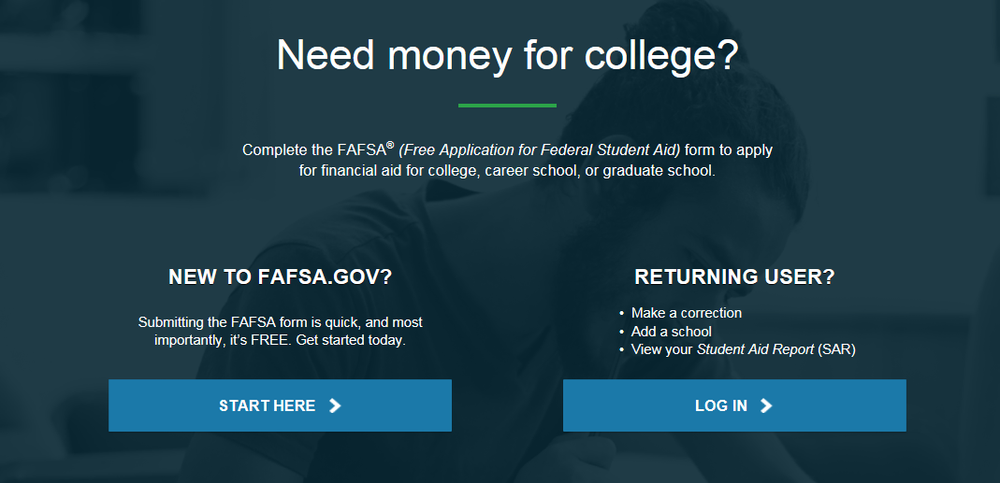 Need money for college?
Complete the FAFSA® (Free Application for Federal Student Aid) form to apply
for financial aid for college, career school, or graduate school.
NEW TO FAFSA.GOV?
Submitting the FAFSA form is quick, and most
importantly, it’s FREE. Get started today.
START HERE
RETURNING USER?
• Make a correction
• Add a school
• View your Student Aid Report (SAR)
LOG IN